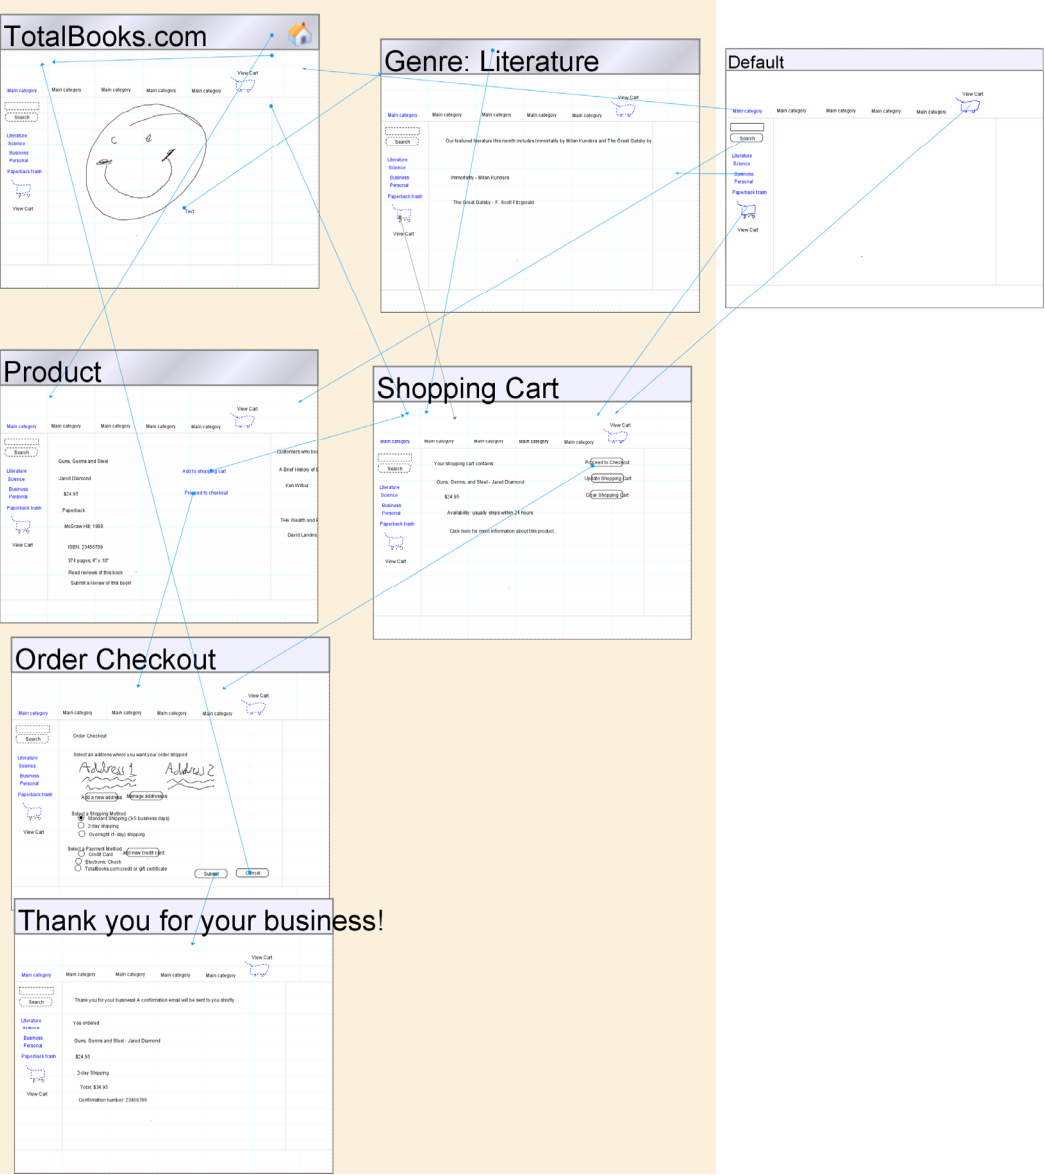 TotalBooks.com
View Cart
Main category Main category Main category Main category Main category
Search
Literature
Science
Business
Personal
Paperback trash
View Cart
Text
Genre: Literature
View Cart
Main category Main category Main category Main category Main category
Search
Our featured literature this month includes Immortality by Milan Kundera and The Great Gatsby by
Literature
Science
Immortality - Milan Kundera
Business
Personal
Paperback trash
The Great Gatsby - F. Scott Fitzgerald
View Cart
Default
View Cart
Main category Main category Main category Main category Main category
Search
Literature
Science
Business
Personal
Paperback trash
View Cart
Product
View Cart
Main category Main category Main category Main category Main category
Search
Customers who bo
Guns, Germs and Steel
Literature
Science
Add to shopping cart
A Brief History of E
Jared Diamond
Business
Personal
Ken Wilbur
$24.95
Proceed to checkout
Paperback trash
Paperback
The Wealth and
McGraw Hill, 1999
David Landes
View Cart
ISBN: 23456789
374 pages; 6" x 10"
Read reviews of this book
Submit a review of this book!
Shopping Cart
View Cart
Main category Main category Main category Main category Main category
Search
Your shopping cart contains:
Proceed to Checkout
Guns, Germs, and Steel - Jared Diamond
Update Shopping Cart
Literature
Science
$24.95
Clear Shopping Cart
Business
Personal
Availability: usually ships within 24 hours
Paperback trash
Click here for more information about this product...
View Cart
Order Checkout
View Cart
Main category Main category Main category Main category Main category
Search
Order Checkout
Select an address where you want your order shipped
Literature
Science
Address 1 Address 2
Business
Personal
Paperback trash
Add a new address Manage addresses
Select a Shipping Method
Standard Shipping (3-5 business days)
2-day shipping
View Cart
Overnight (1-day) shipping
Select a Payment Method
Credit Card add new credit card
Electronic Check
TotalBooks.com credit or gift certificate
Submit Cancel
Thank you for your business!
View Cart
Main category Main category Main category Main category Main category
Search
Thank you for your business! A confirmation email will be sent to you shortly.
Literature
Science
You ordered:
Business
Personal
Guns, Germs and Steel - Jared Diamond
Paperback trash
$24.95
2-day Shipping
Total: $34.95
View Cart
Confirmation number: 23456789